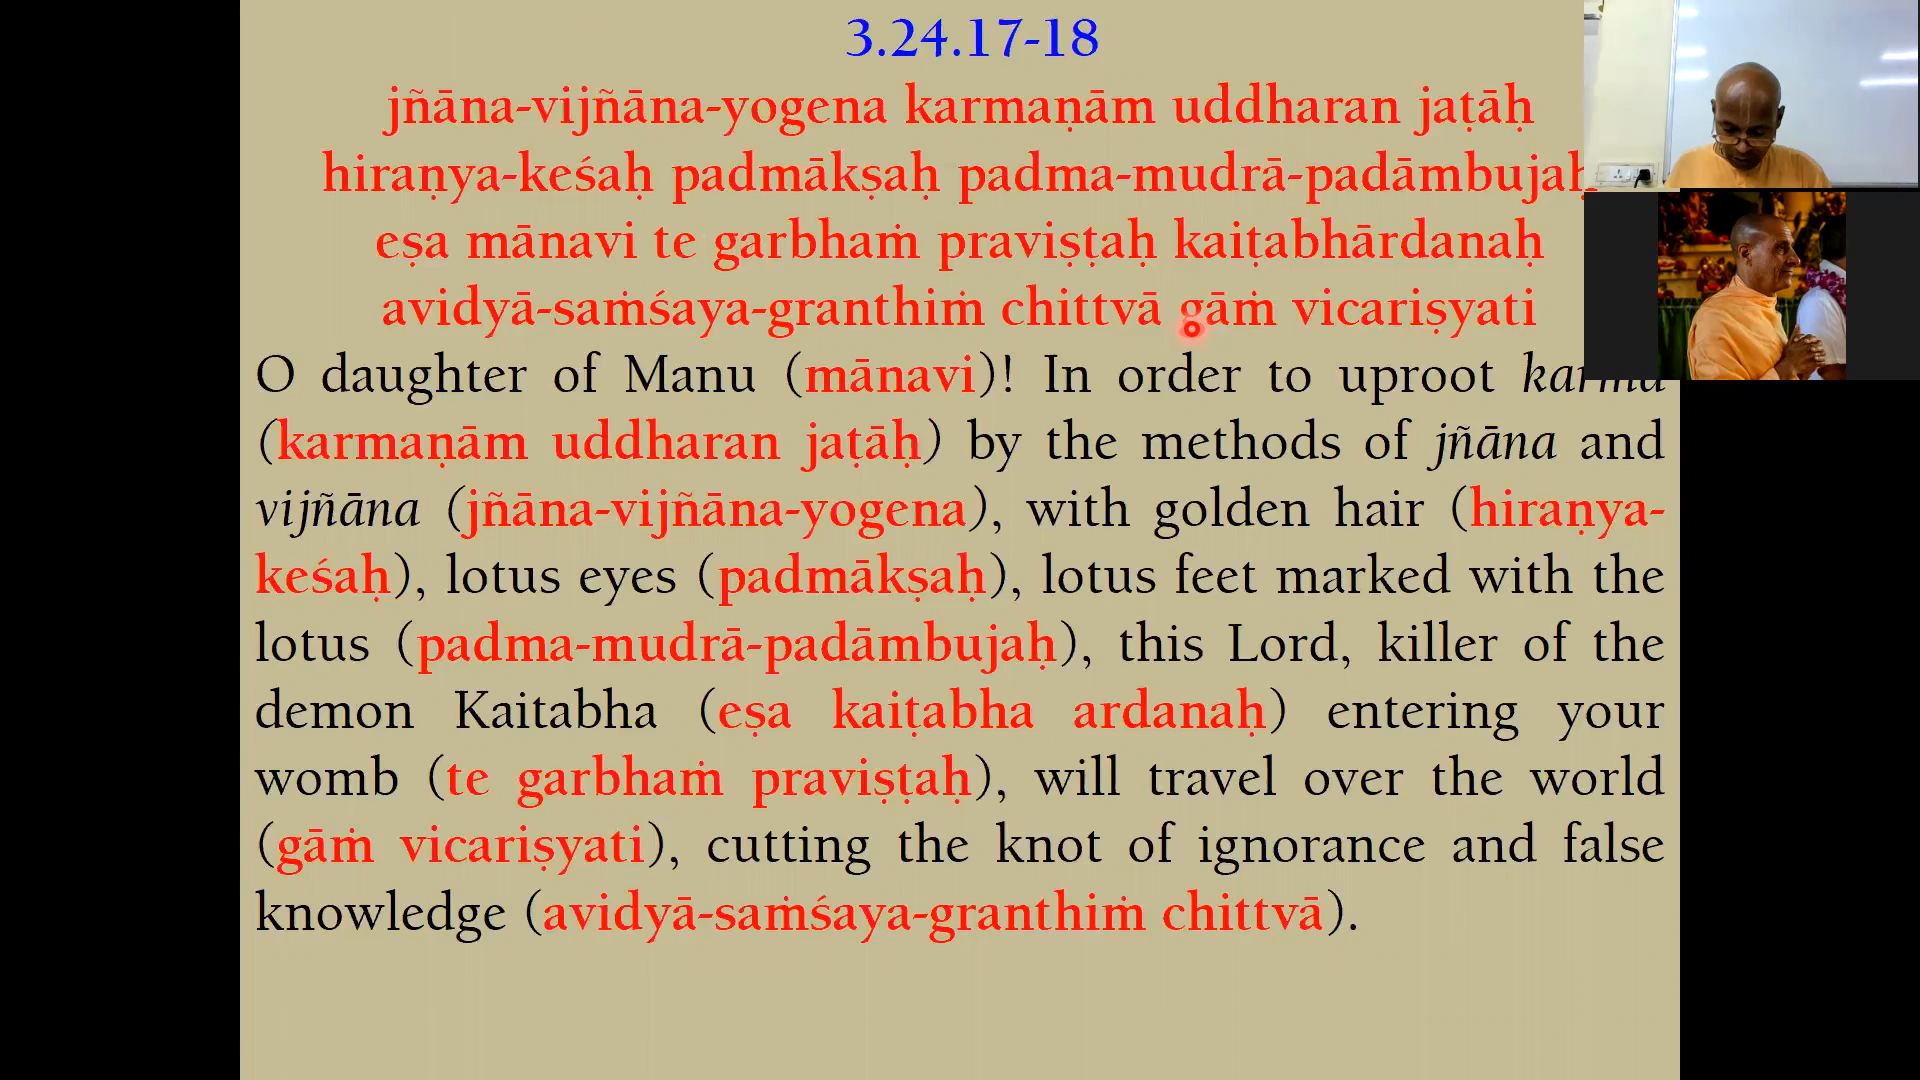 3.24.17-18
jñāna-vijñāna-yogena karmaṇām uddharan jaṭāḥ
hiraṇya-keśaḥ padmākṣaḥ padma-mudrā-padāmbujaḥ
eṣa mānavi te garbhaṁ praviṣṭaḥ kaiṭabhārdanaḥ
avidyā-saṁśaya-granthiṁ chittvā gāṁ vicariṣyati
O daughter of Manu (mānavi)! In order to uproot karma
(karmaṇām uddharan jaṭāḥ) by the methods of jñāna and
vijñāna (jñāna-vijñāna-yogena), with golden hair (hiraṇya-
keśaḥ), lotus eyes (padmākṣaḥ), lotus feet marked with the
lotus (padma-mudrā-padāmbujaḥ), this Lord, killer of the
demon Kaitabha (eṣa kaiṭabha ardanaḥ) entering your
womb (te garbhaṁ praviṣṭaḥ), will travel over the world
(gāṁ vicariṣyati), cutting the knot of ignorance and false
knowledge (avidyā-saṁśaya-granthiṁ chittvā).